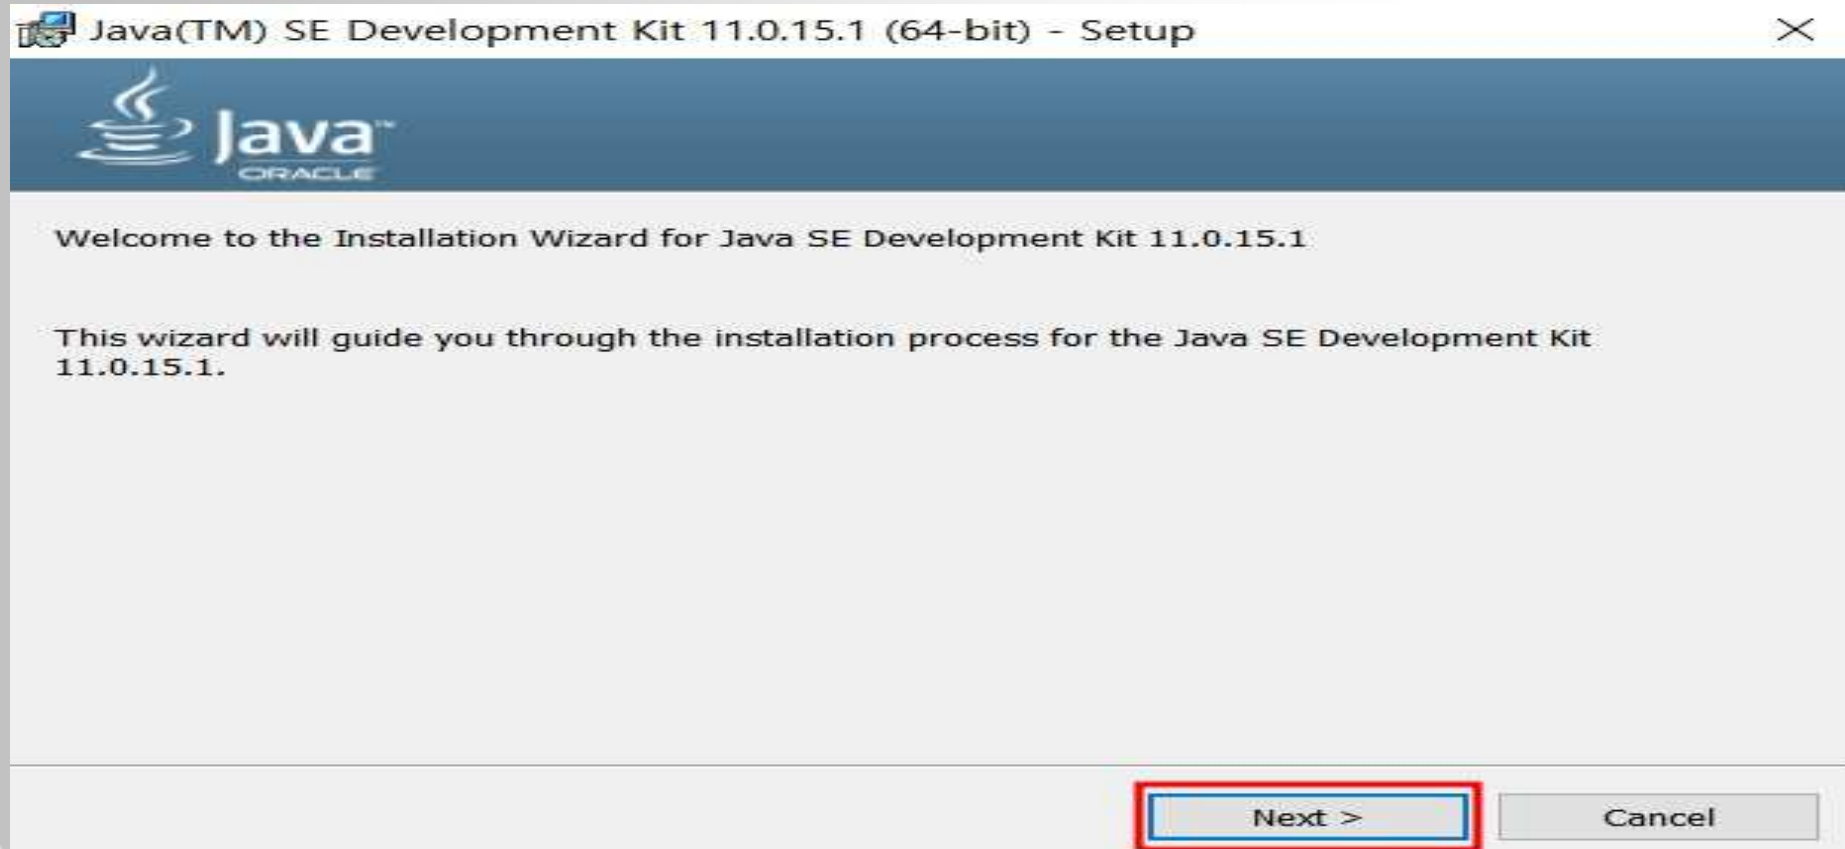 Java(TM) SE Development Kit 11.0.15.1 (64-bit) - Setup
Java™
ORACLE
Welcome to the Installation Wizard for Java SE Development Kit 11.0.15.1
This wizard will guide you through the installation process for the Java SE Development Kit
11.0.15.1.
Next >
Cancel